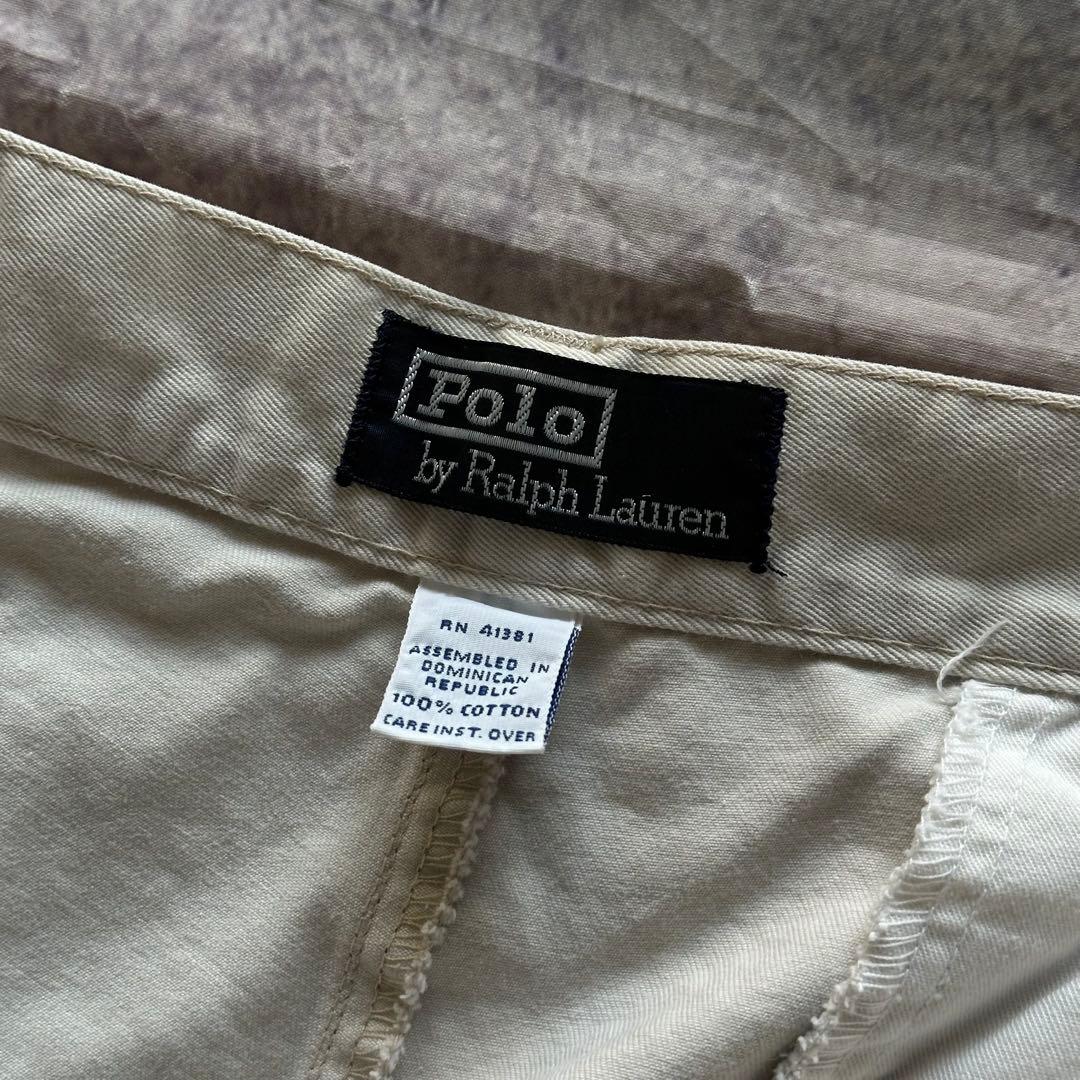 Polo
by Ralph Lauren
RN 41381
ASSEMBLED IN
DOMINICAN
REPUBLIC
100% COTTON
CARE INST. OVER